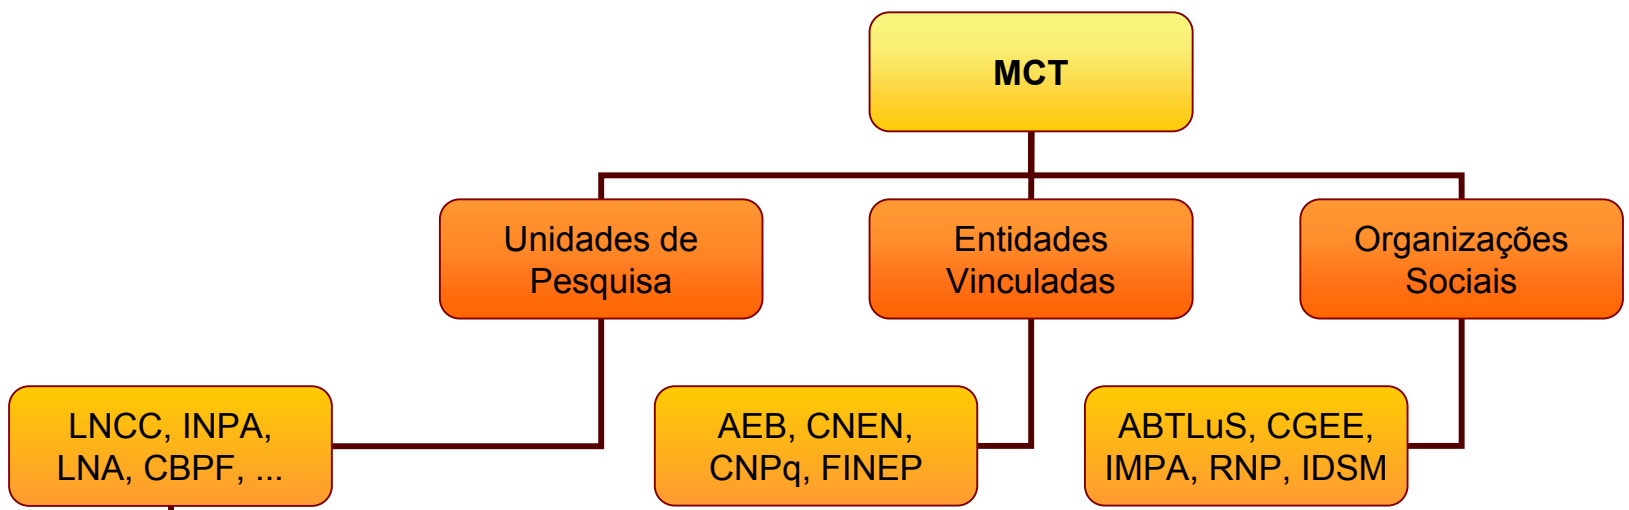 MCT
Unidades de
Pesquisa
Entidades
Vinculadas
Organizações
Sociais
LNCC, INPA,
LNA, CBPF, ...
AEB, CNEN,
CNPq, FINEP
ABTLuS, CGEE,
IMPA, RNP, IDSM